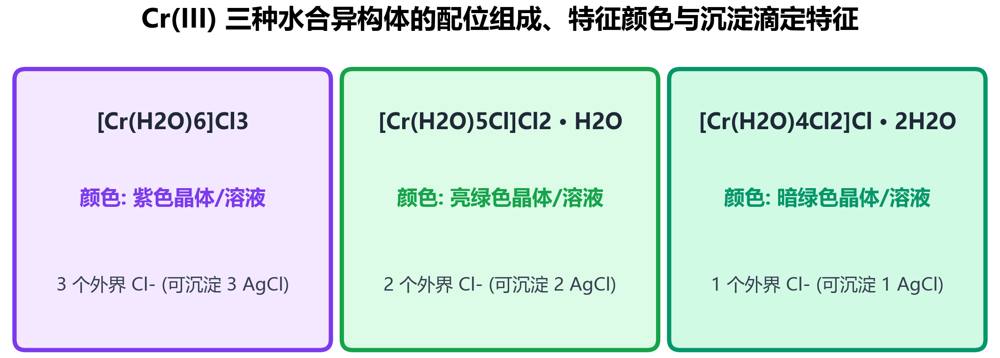 Cr(III) 三种水合异构体的配位组成、特征颜色与沉淀滴定特征
[Cr(H2O)6]Cl3
颜色: 紫色晶体/溶液
3 个外界 Cl- (可沉淀 3 AgCl)
[Cr(H2O)5Cl]Cl2 • H2O
颜色: 亮绿色晶体/溶液
2 个外界 Cl- (可沉淀 2 AgCl)
[Cr(H2O)4Cl2]Cl • 2H2O
颜色: 暗绿色晶体/溶液
1 个外界 Cl- (可沉淀 1 AgCl)